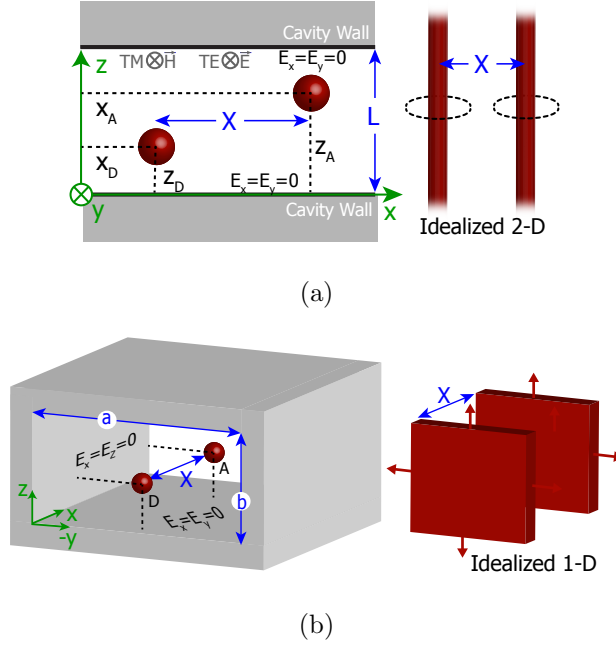 Cavity Wall
z
TM⊗H⃗ TE⊗E⃗ E_x=E_y=0
x_A
X
L
X
x_D
z_D
z_A
E_x=E_y=0
y
Cavity Wall
x
Idealized 2-D
(a)
a
X
E_x=E_z=0
A
X
D
b
z
x
-y
E_x=E_y=0
Idealized 1-D
(b)